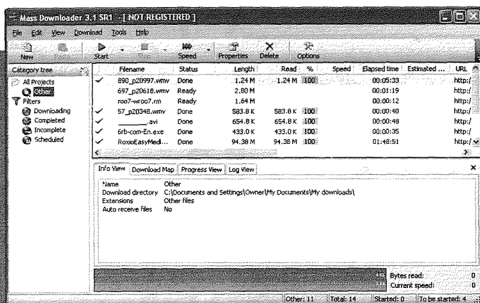 Mass Downloader 3.1 SR1 - [ NOT REGISTERED ]
File Edit View Download Tools Help
New Start Speed Properties Delete Options
Category tree
All Projects
Other
Filters
Downloading
Completed
Incomplete
Scheduled
Filename Status Length Read % Speed Elapsed time Estimated ... URL
890_p20997.wmv Done 1.24 M 1.24 M 100 00:05:33 http:/
697_p20618.wmv Ready 2.80 M 00:01:19 http:/
roo7-wroo7.rm Ready 1.64 M 00:00:12 http:/
57_p20348.wmv Done 583.8 K 583.8 K 100 00:00:40 http:/
_____.avi Done 654.8 K 654.8 K 100 00:00:48 http:/
6rb-com-En.exe Done 433.0 K 433.0 K 100 00:00:35 http:/
RoxioEasyMedi... Done 94.38 M 94.38 M 100 01:48:51 http:/
Info View Download Map Progress View Log View
Name Other
Download directory C:\Documents and Settings\Owner\My Documents\My downloads\
Extensions Other files
Auto receive files No
Bytes read: 0
Current speed: 0
Other: 11 Total: 14 Started: 0 To be started: 4